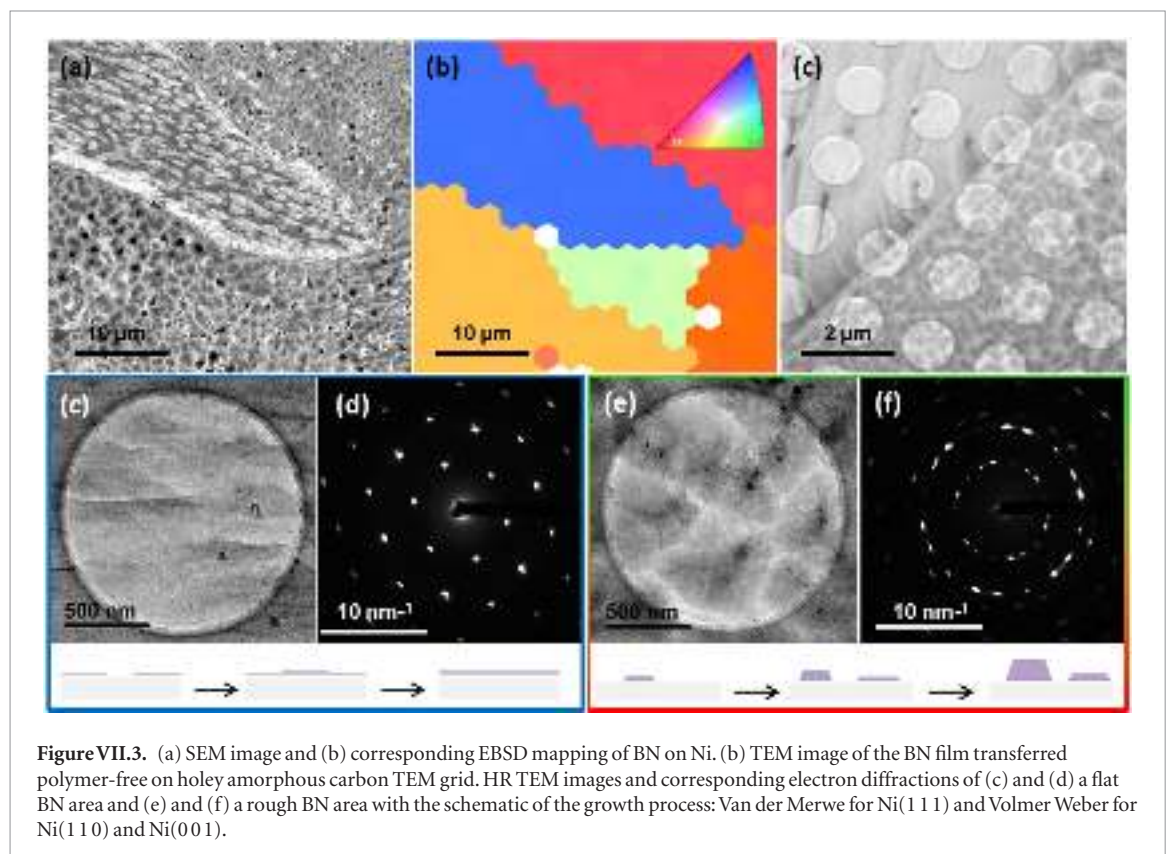 (a)
(b)
(c)
10 µm
10 µm
2 µm
(c)
(d)
(e)
(f)
500 nm
10 nm⁻¹
500 nm
10 nm⁻¹
Figure VII.3. (a) SEM image and (b) corresponding EBSD mapping of BN on Ni. (b) TEM image of the BN film transferred
polymer-free on holey amorphous carbon TEM grid. HR TEM images and corresponding electron diffractions of (c) and (d) a flat
BN area and (e) and (f) a rough BN area with the schematic of the growth process: Van der Merwe for Ni(1 1 1) and Volmer Weber for
Ni(1 1 0) and Ni(0 0 1).